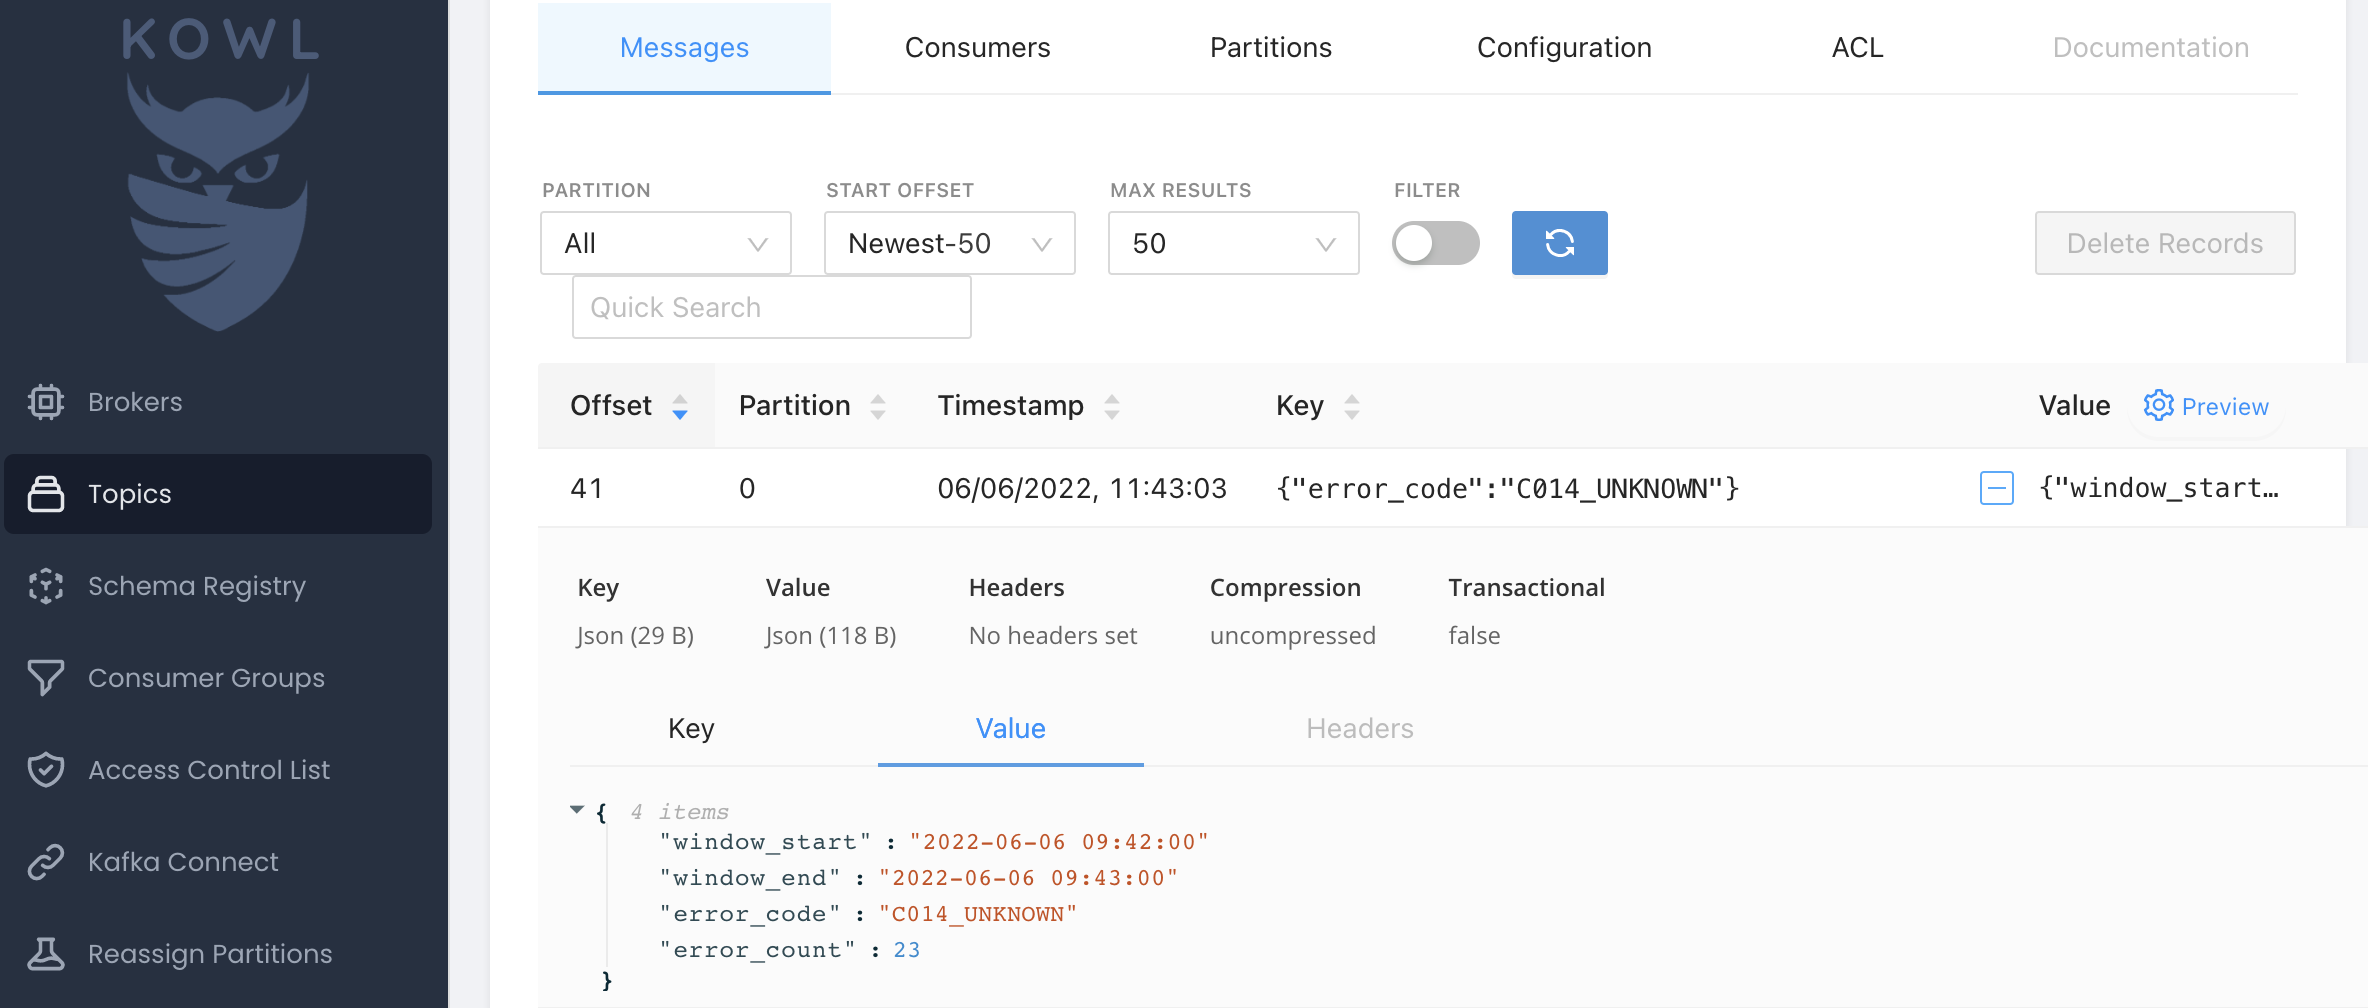 KOWL
Brokers
Topics
Schema Registry
Consumer Groups
Access Control List
Kafka Connect
Reassign Partitions
Messages Consumers Partitions Configuration ACL Documentation
PARTITION START OFFSET MAX RESULTS FILTER
All Newest-50 50 Delete Records
Quick Search
Offset Partition Timestamp Key Value Preview
41 0 06/06/2022, 11:43:03 {"error_code":"C014_UNKNOWN"} {"window_start…
Key Value Headers Compression Transactional
Json (29 B) Json (118 B) No headers set uncompressed false
Key Value Headers
{ 4 items
"window_start" : "2022-06-06 09:42:00"
"window_end" : "2022-06-06 09:43:00"
"error_code" : "C014_UNKNOWN"
"error_count" : 23
}